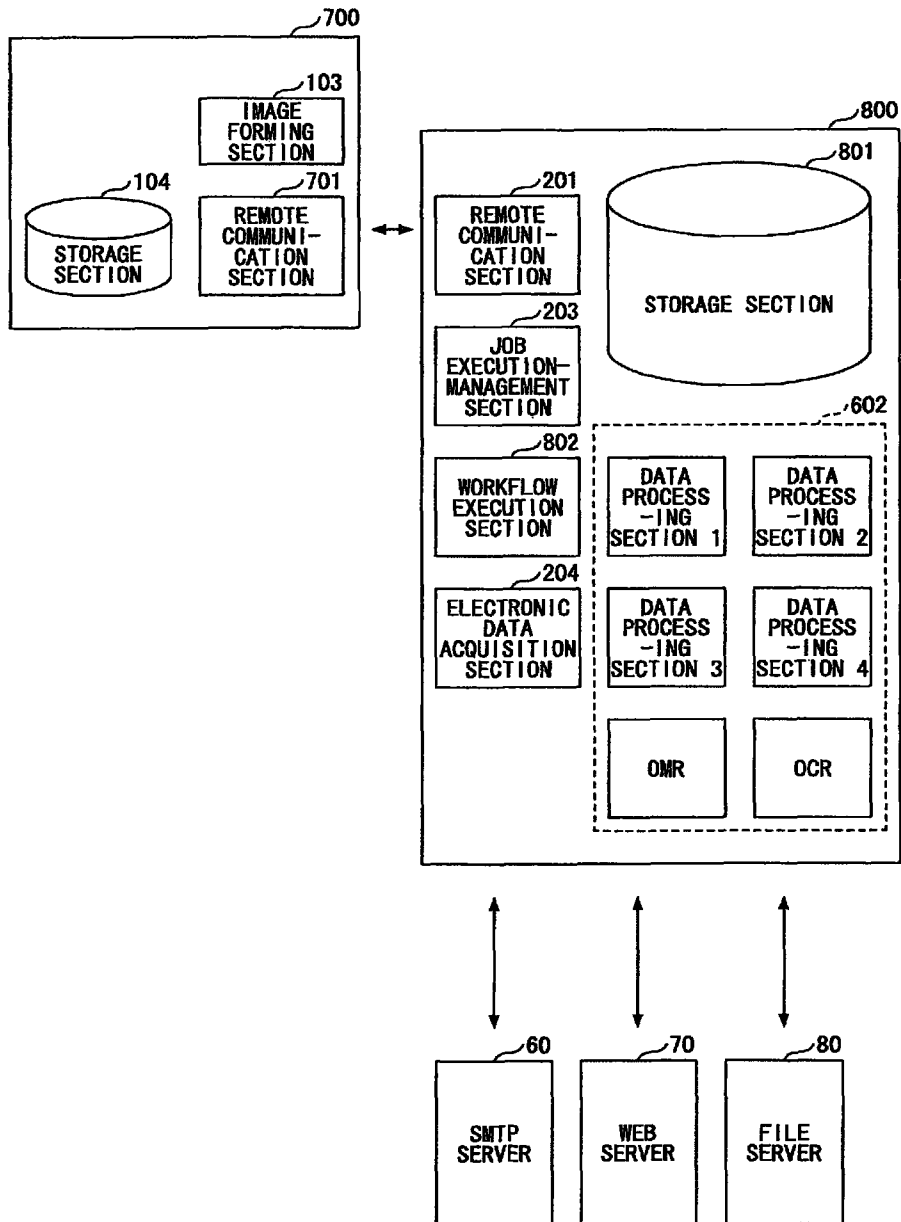 700
103
IMAGE
FORMING
SECTION
104
STORAGE
SECTION
701
REMOTE
COMMUNI-
CATION
SECTION
800
201
REMOTE
COMMUNI-
CATION
SECTION
801
STORAGE SECTION
203
JOB
EXECUTION-
MANAGEMENT
SECTION
802
WORKFLOW
EXECUTION
SECTION
204
ELECTRONIC
DATA
ACQUISITION
SECTION
602
DATA
PROCESS
-ING
SECTION 1
DATA
PROCESS
-ING
SECTION 2
DATA
PROCESS
-ING
SECTION 3
DATA
PROCESS
-ING
SECTION 4
OMR
OCR
60
SMTP
SERVER
70
WEB
SERVER
80
FILE
SERVER